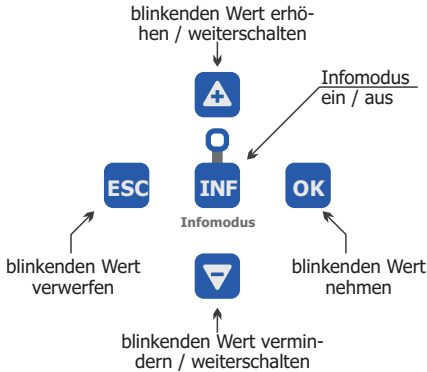 blinkenden Wert erhö-
hen / weiterschalten
Infomodus
ein / aus
+
ESC
INF
OK
Infomodus
blinkenden Wert
verwerfen
blinkenden Wert
nehmen
–
blinkenden Wert vermin-
dern / weiterschalten